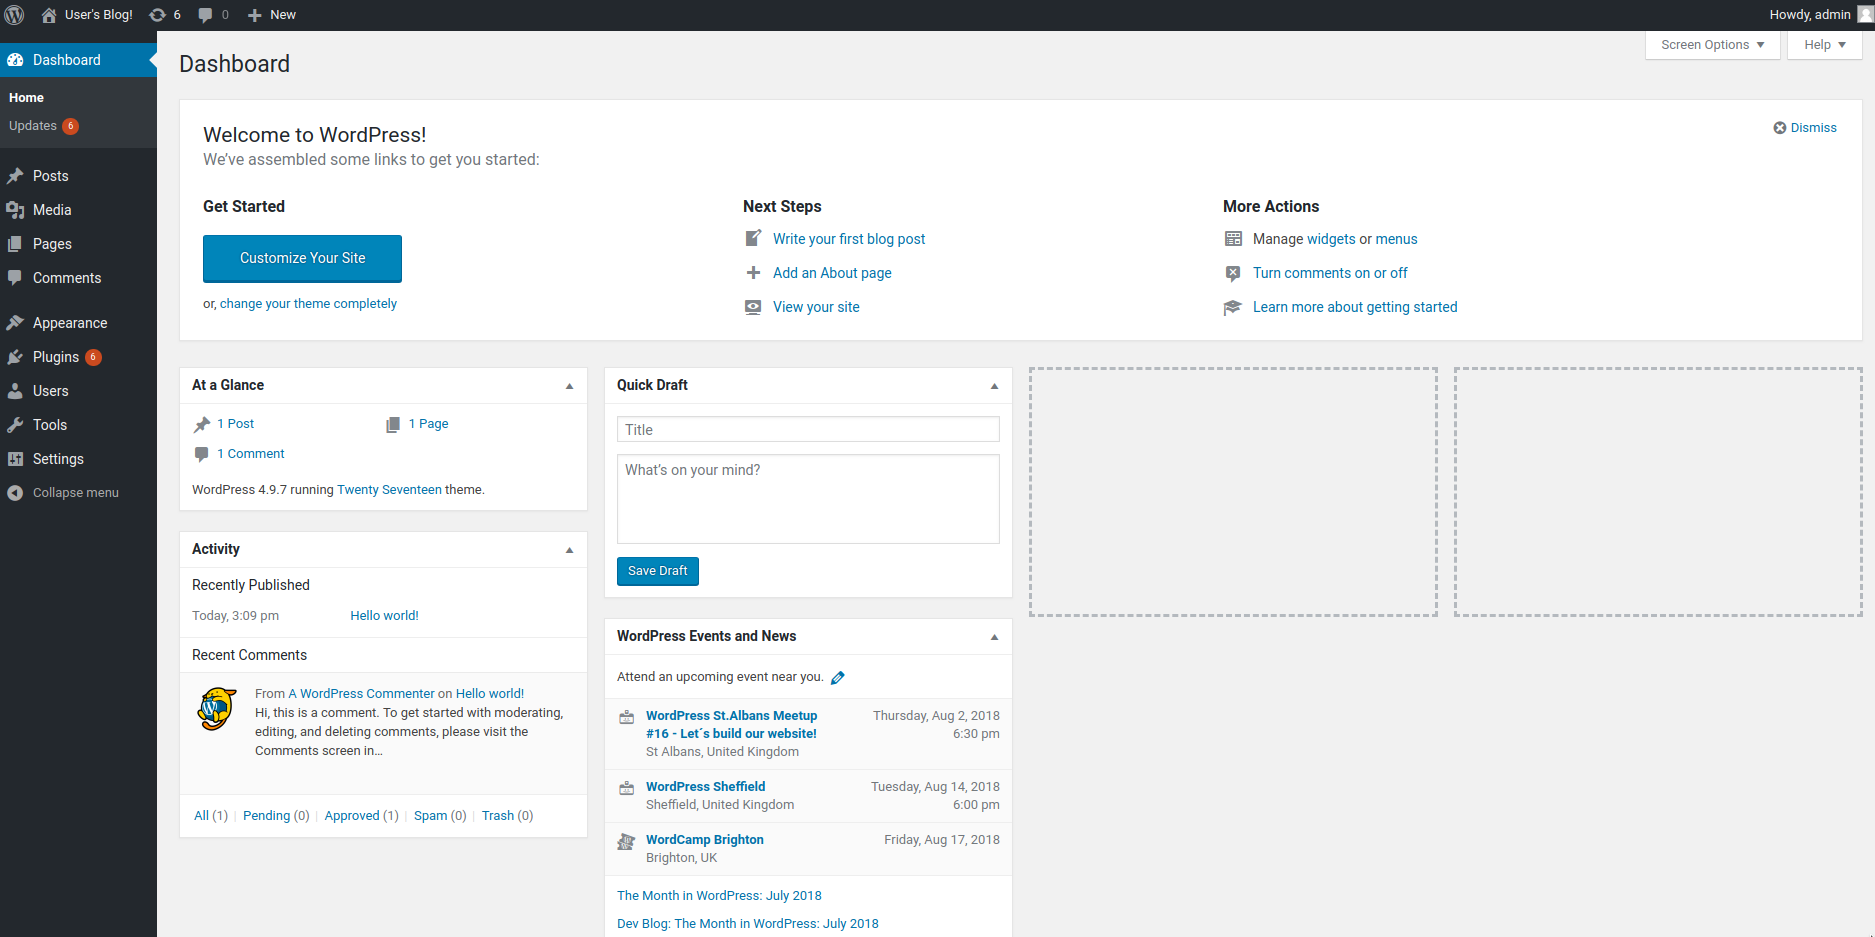 User's Blog!
6
0
New
Howdy, admin
Dashboard
Home
Updates 6
Posts
Media
Pages
Comments
Appearance
Plugins 6
Users
Tools
Settings
Collapse menu
Screen Options
Help
Dashboard
Welcome to WordPress!
We've assembled some links to get you started:
Dismiss
Get Started
Customize Your Site
or, change your theme completely
Next Steps
Write your first blog post
Add an About page
View your site
More Actions
Manage widgets or menus
Turn comments on or off
Learn more about getting started
At a Glance
1 Post
1 Page
1 Comment
WordPress 4.9.7 running Twenty Seventeen theme.
Activity
Recently Published
Today, 3:09 pm
Hello world!
Recent Comments
From A WordPress Commenter on Hello world!
Hi, this is a comment. To get started with moderating,
editing, and deleting comments, please visit the
Comments screen in…
All (1) | Pending (0) | Approved (1) | Spam (0) | Trash (0)
Quick Draft
Title
What's on your mind?
Save Draft
WordPress Events and News
Attend an upcoming event near you.
WordPress St.Albans Meetup
#16 - Let´s build our website!
St Albans, United Kingdom
Thursday, Aug 2, 2018
6:30 pm
WordPress Sheffield
Sheffield, United Kingdom
Tuesday, Aug 14, 2018
6:00 pm
WordCamp Brighton
Brighton, UK
Friday, Aug 17, 2018
The Month in WordPress: July 2018
Dev Blog: The Month in WordPress: July 2018